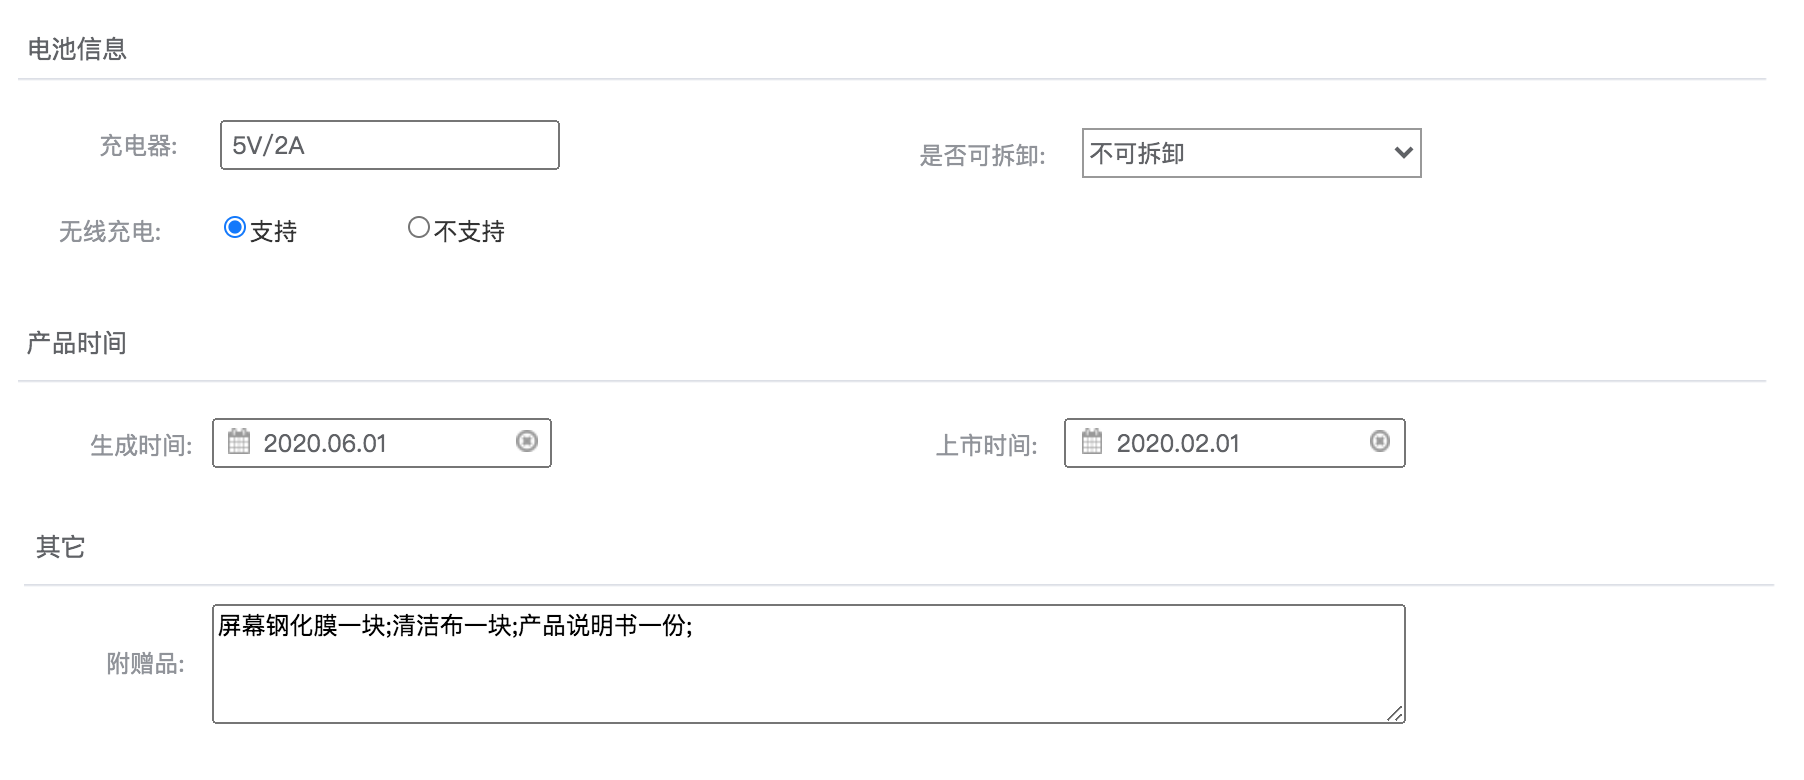 电池信息
充电器: 5V/2A 是否可拆卸: 不可拆卸
无线充电: 支持 不支持
产品时间
生成时间: 2020.06.01 上市时间: 2020.02.01
其它
附赠品: 屏幕钢化膜一块;清洁布一块;产品说明书一份;